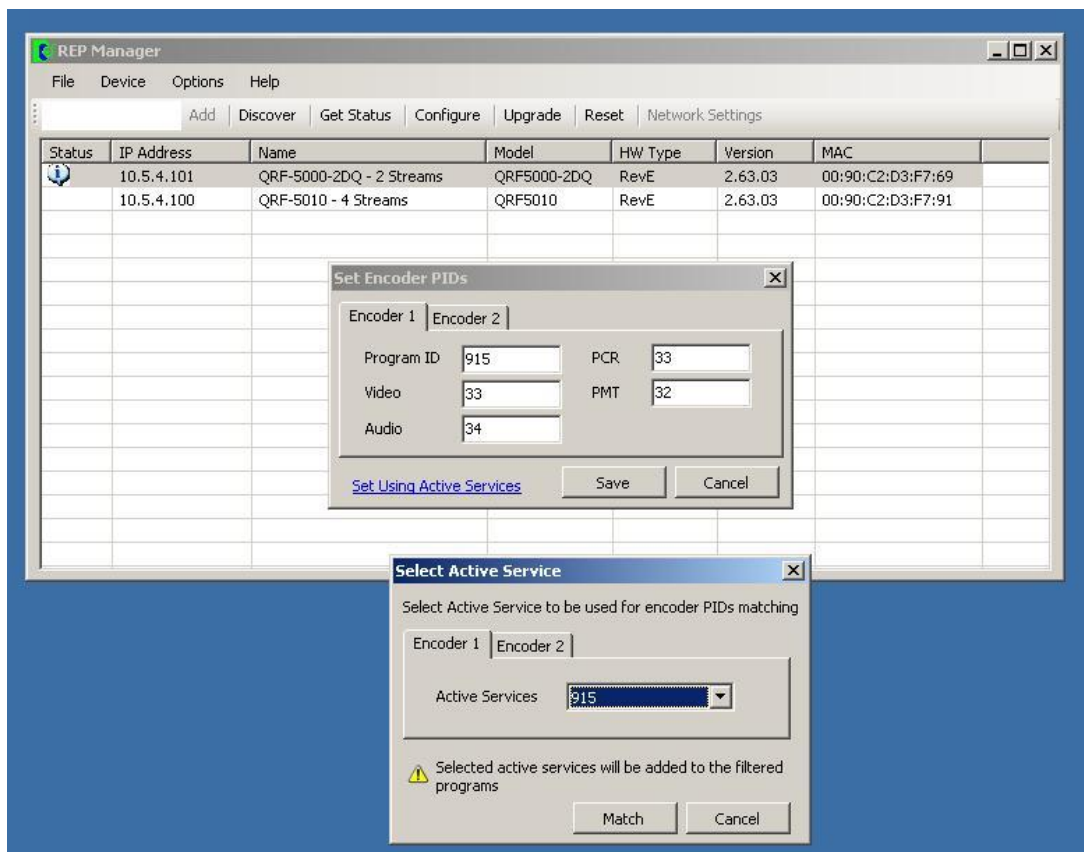 REP Manager
File Device Options Help
Add Discover Get Status Configure Upgrade Reset Network Settings
Status IP Address Name Model HW Type Version MAC
10.5.4.101 QRF-5000-2DQ - 2 Streams QRF5000-2DQ RevE 2.63.03 00:90:C2:D3:F7:69
10.5.4.100 QRF-5010 - 4 Streams QRF5010 RevE 2.63.03 00:90:C2:D3:F7:91
Set Encoder PIDs
Encoder 1 Encoder 2
Program ID 915 PCR 33
Video 33 PMT 32
Audio 34
Set Using Active Services Save Cancel
Select Active Service
Select Active Service to be used for encoder PIDs matching
Encoder 1 Encoder 2
Active Services 915
Selected active services will be added to the filtered
programs
Match Cancel